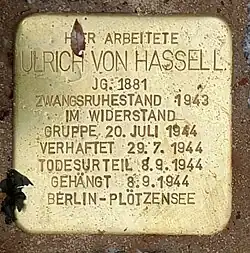 HIER ARBEITETE
ULRICH VON HASSELL
JG. 1881
ZWANGSRUHESTAND 1943
IM WIDERSTAND
GRUPPE 20. JULI 1944
VERHAFTET 29. 7. 1944
TODESURTEIL 8. 9. 1944
GEHÄNGT 8. 9. 1944
BERLIN-PLÖTZENSEE